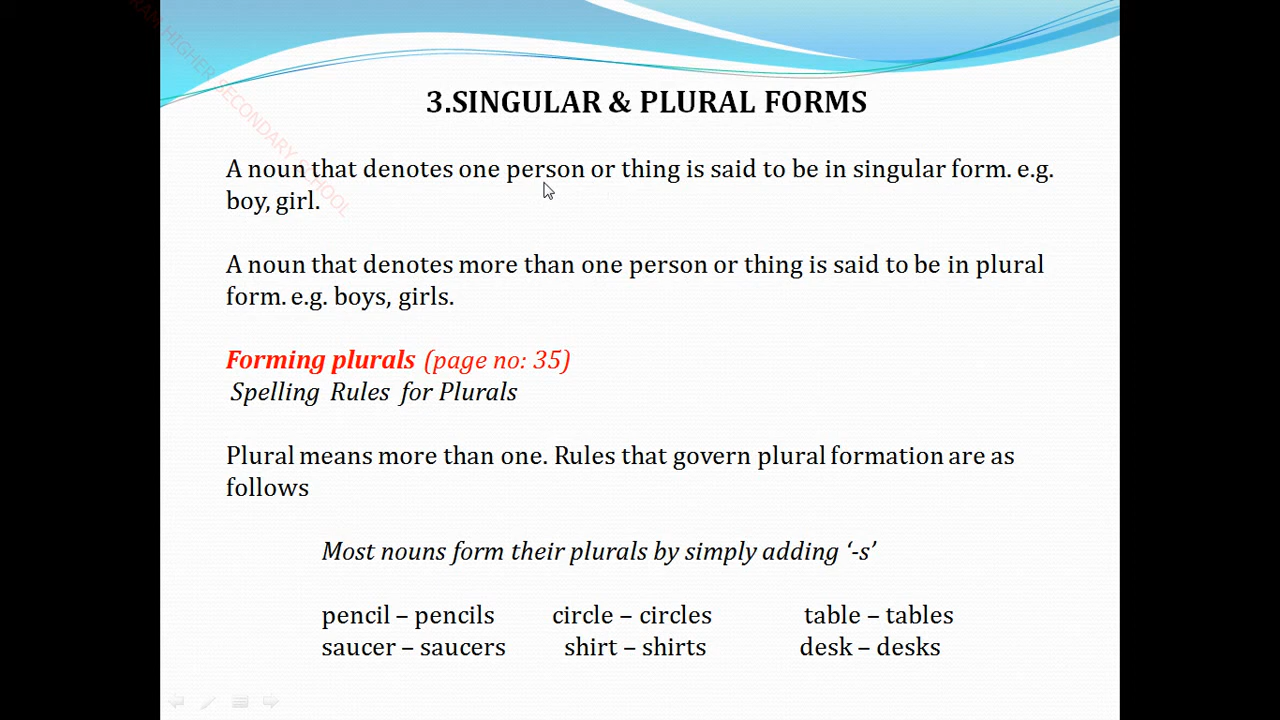 RAM HIGHER SECONDARY SCHOOL
3.SINGULAR & PLURAL FORMS
A noun that denotes one person or thing is said to be in singular form. e.g.
boy, girl.
A noun that denotes more than one person or thing is said to be in plural
form. e.g. boys, girls.
Forming plurals (page no: 35)
Spelling Rules for Plurals
Plural means more than one. Rules that govern plural formation are as
follows
Most nouns form their plurals by simply adding ‘-s’
pencil – pencils circle – circles table – tables
saucer – saucers shirt – shirts desk – desks